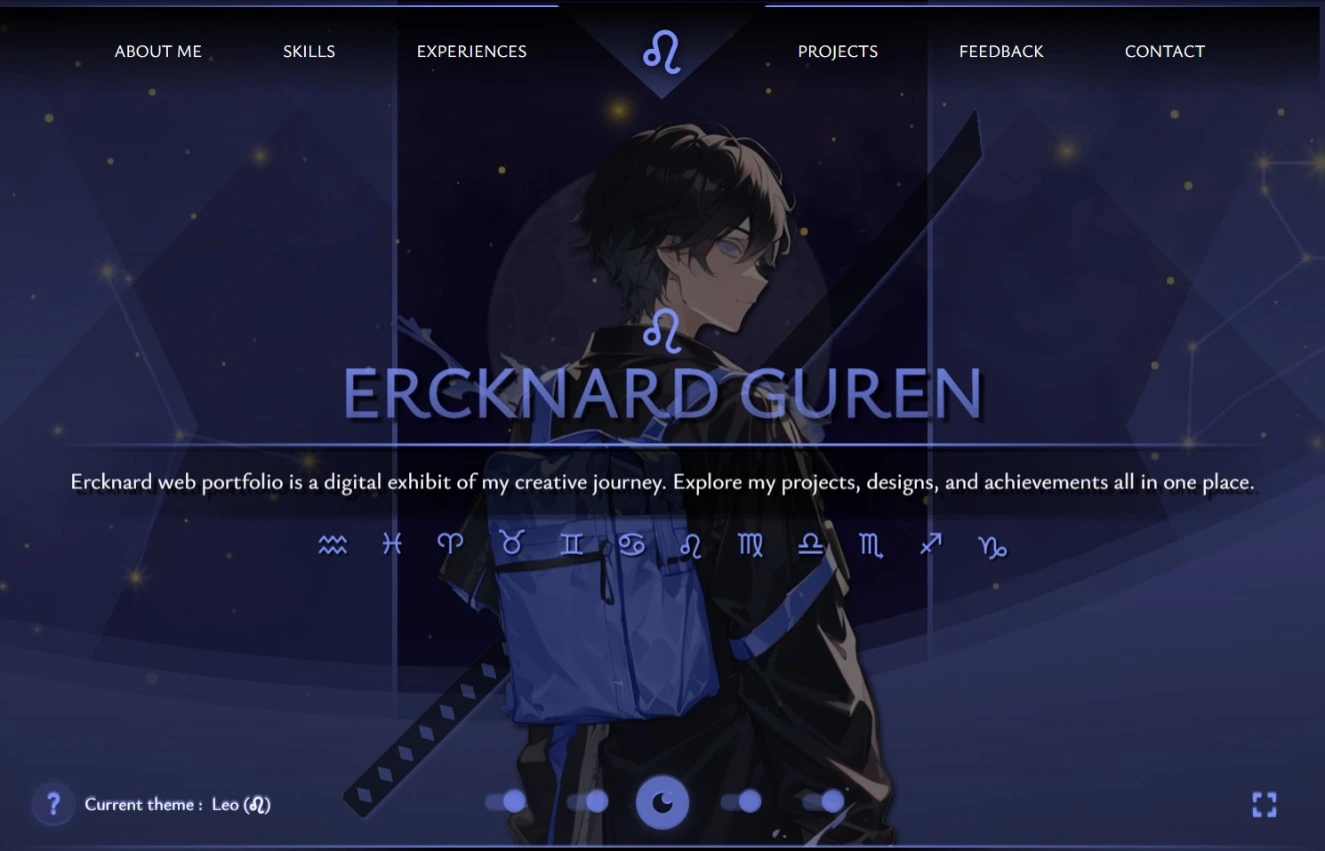 ABOUT ME SKILLS EXPERIENCES ♌ PROJECTS FEEDBACK CONTACT
♌
ERCKNARD GUREN
Ercknard web portfolio is a digital exhibit of my creative journey. Explore my projects, designs, and achievements all in one place.
♒ ♓ ♈ ♉ ♊ ♋ ♌ ♍ ♎ ♏ ♐ ♑
? Current theme : Leo (♌)